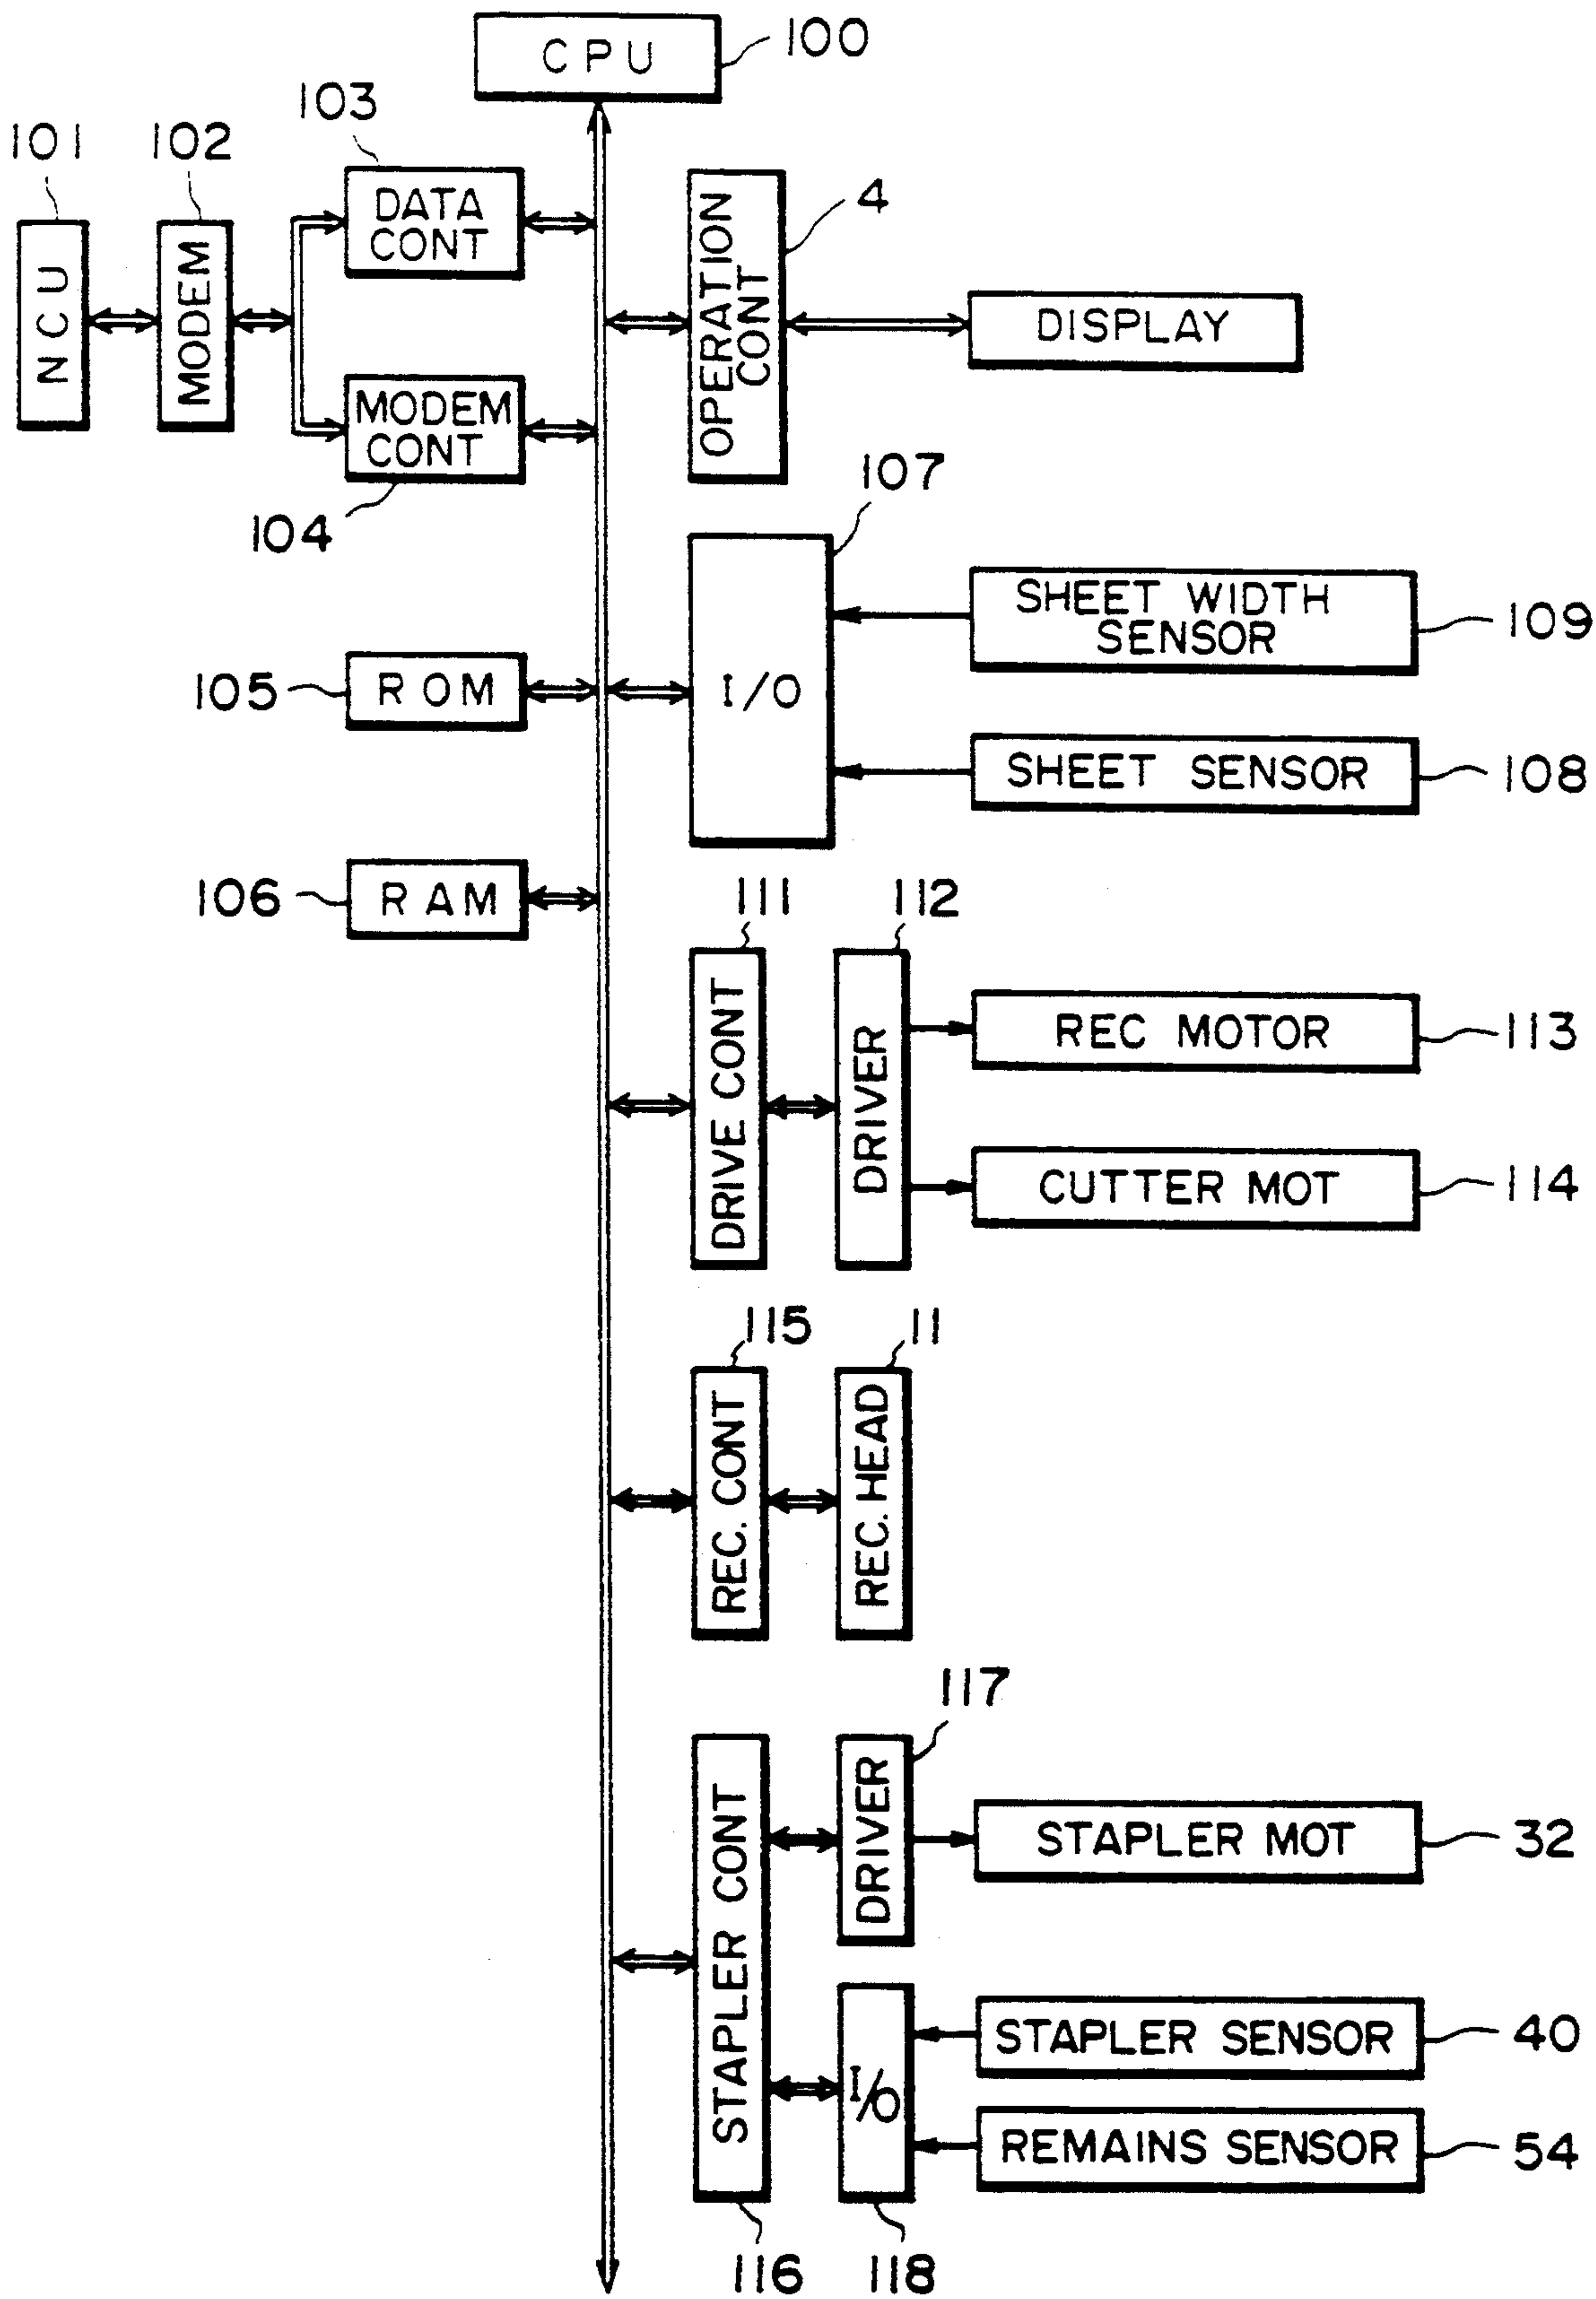 CPU
100
103
101
102
DATA
CONT
4
NCU
MODEM
OPERATION
CONT
DISPLAY
MODEM
CONT
104
107
SHEET WIDTH
SENSOR
109
105
ROM
I/O
SHEET SENSOR
108
106
RAM
111
112
DRIVE CONT
DRIVER
REC MOTOR
113
CUTTER MOT
114
115
11
REC. CONT
REC. HEAD
117
STAPLER CONT
DRIVER
STAPLER MOT
32
I/O
STAPLER SENSOR
40
REMAINS SENSOR
54
116
118